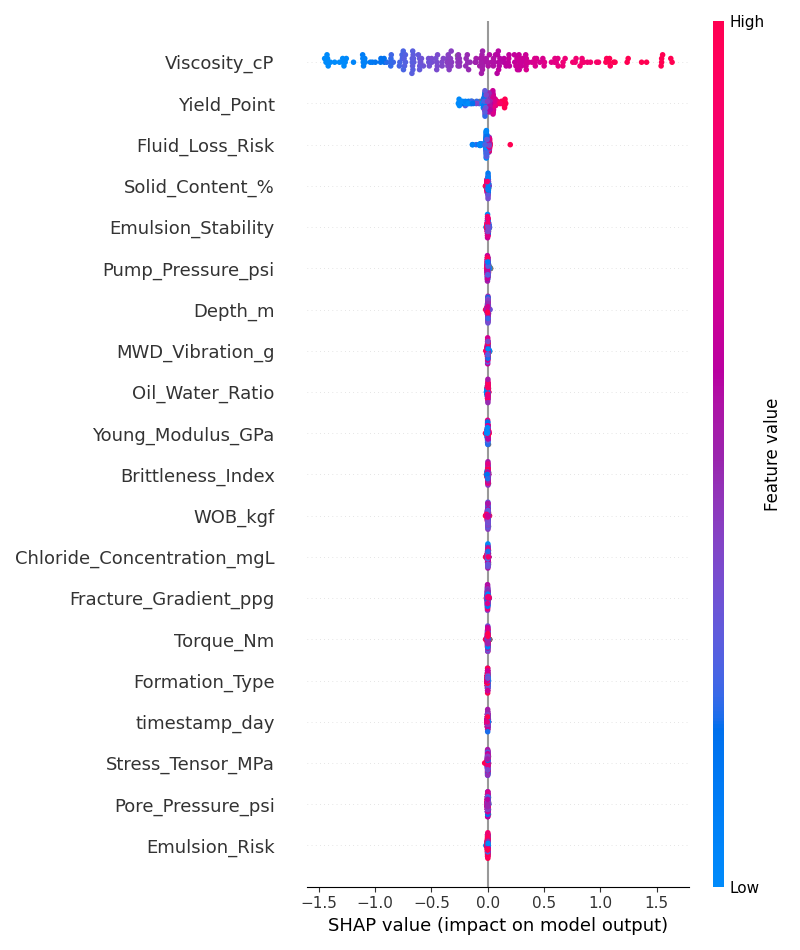 High
Viscosity_cP
Yield_Point
Fluid_Loss_Risk
Solid_Content_%
Emulsion_Stability
Pump_Pressure_psi
Depth_m
MWD_Vibration_g
Oil_Water_Ratio
Young_Modulus_GPa
Brittleness_Index
WOB_kgf
Chloride_Concentration_mgL
Fracture_Gradient_ppg
Torque_Nm
Formation_Type
timestamp_day
Stress_Tensor_MPa
Pore_Pressure_psi
Emulsion_Risk
Feature value
Low
−1.5 −1.0 −0.5 0.0 0.5 1.0 1.5
SHAP value (impact on model output)